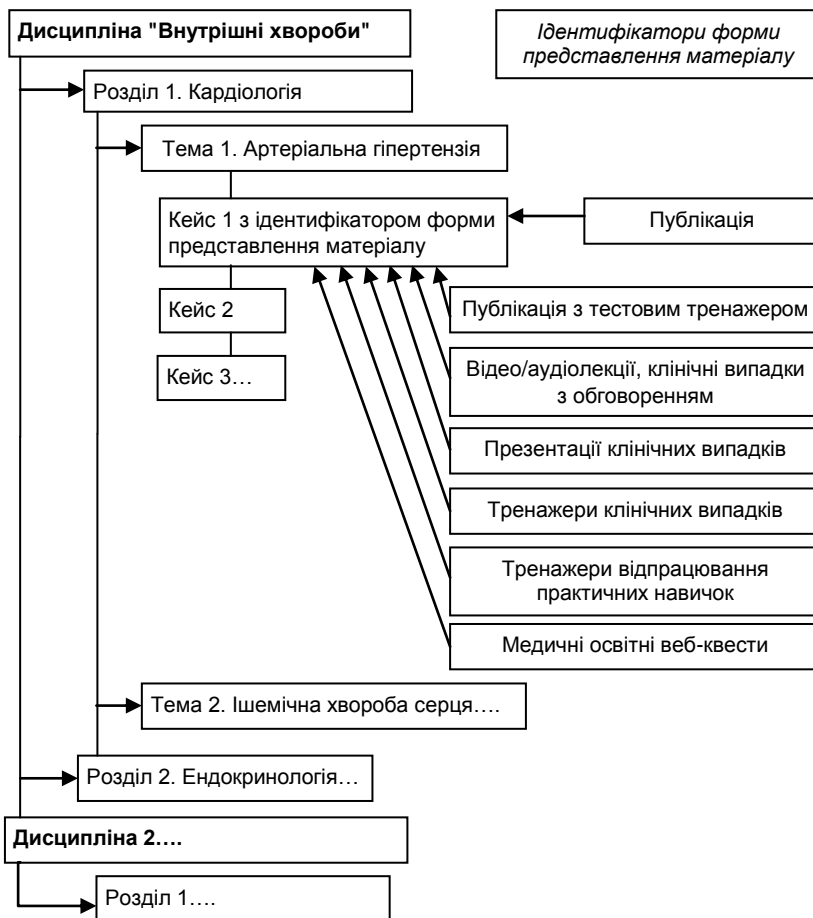 Дисципліна "Внутрішні хвороби"
Ідентифікатори форми
представлення матеріалу
Розділ 1. Кардіологія
Тема 1. Артеріальна гіпертензія
Кейс 1 з ідентифікатором форми
представлення матеріалу
Публікація
Кейс 2
Публікація з тестовим тренажером
Кейс 3…
Відео/аудіолекції, клінічні випадки
з обговоренням
Презентації клінічних випадків
Тренажери клінічних випадків
Тренажери відпрацювання
практичних навичок
Медичні освітні веб-квести
Тема 2. Ішемічна хвороба серця….
Розділ 2. Ендокринологія…
Дисципліна 2….
Розділ 1….